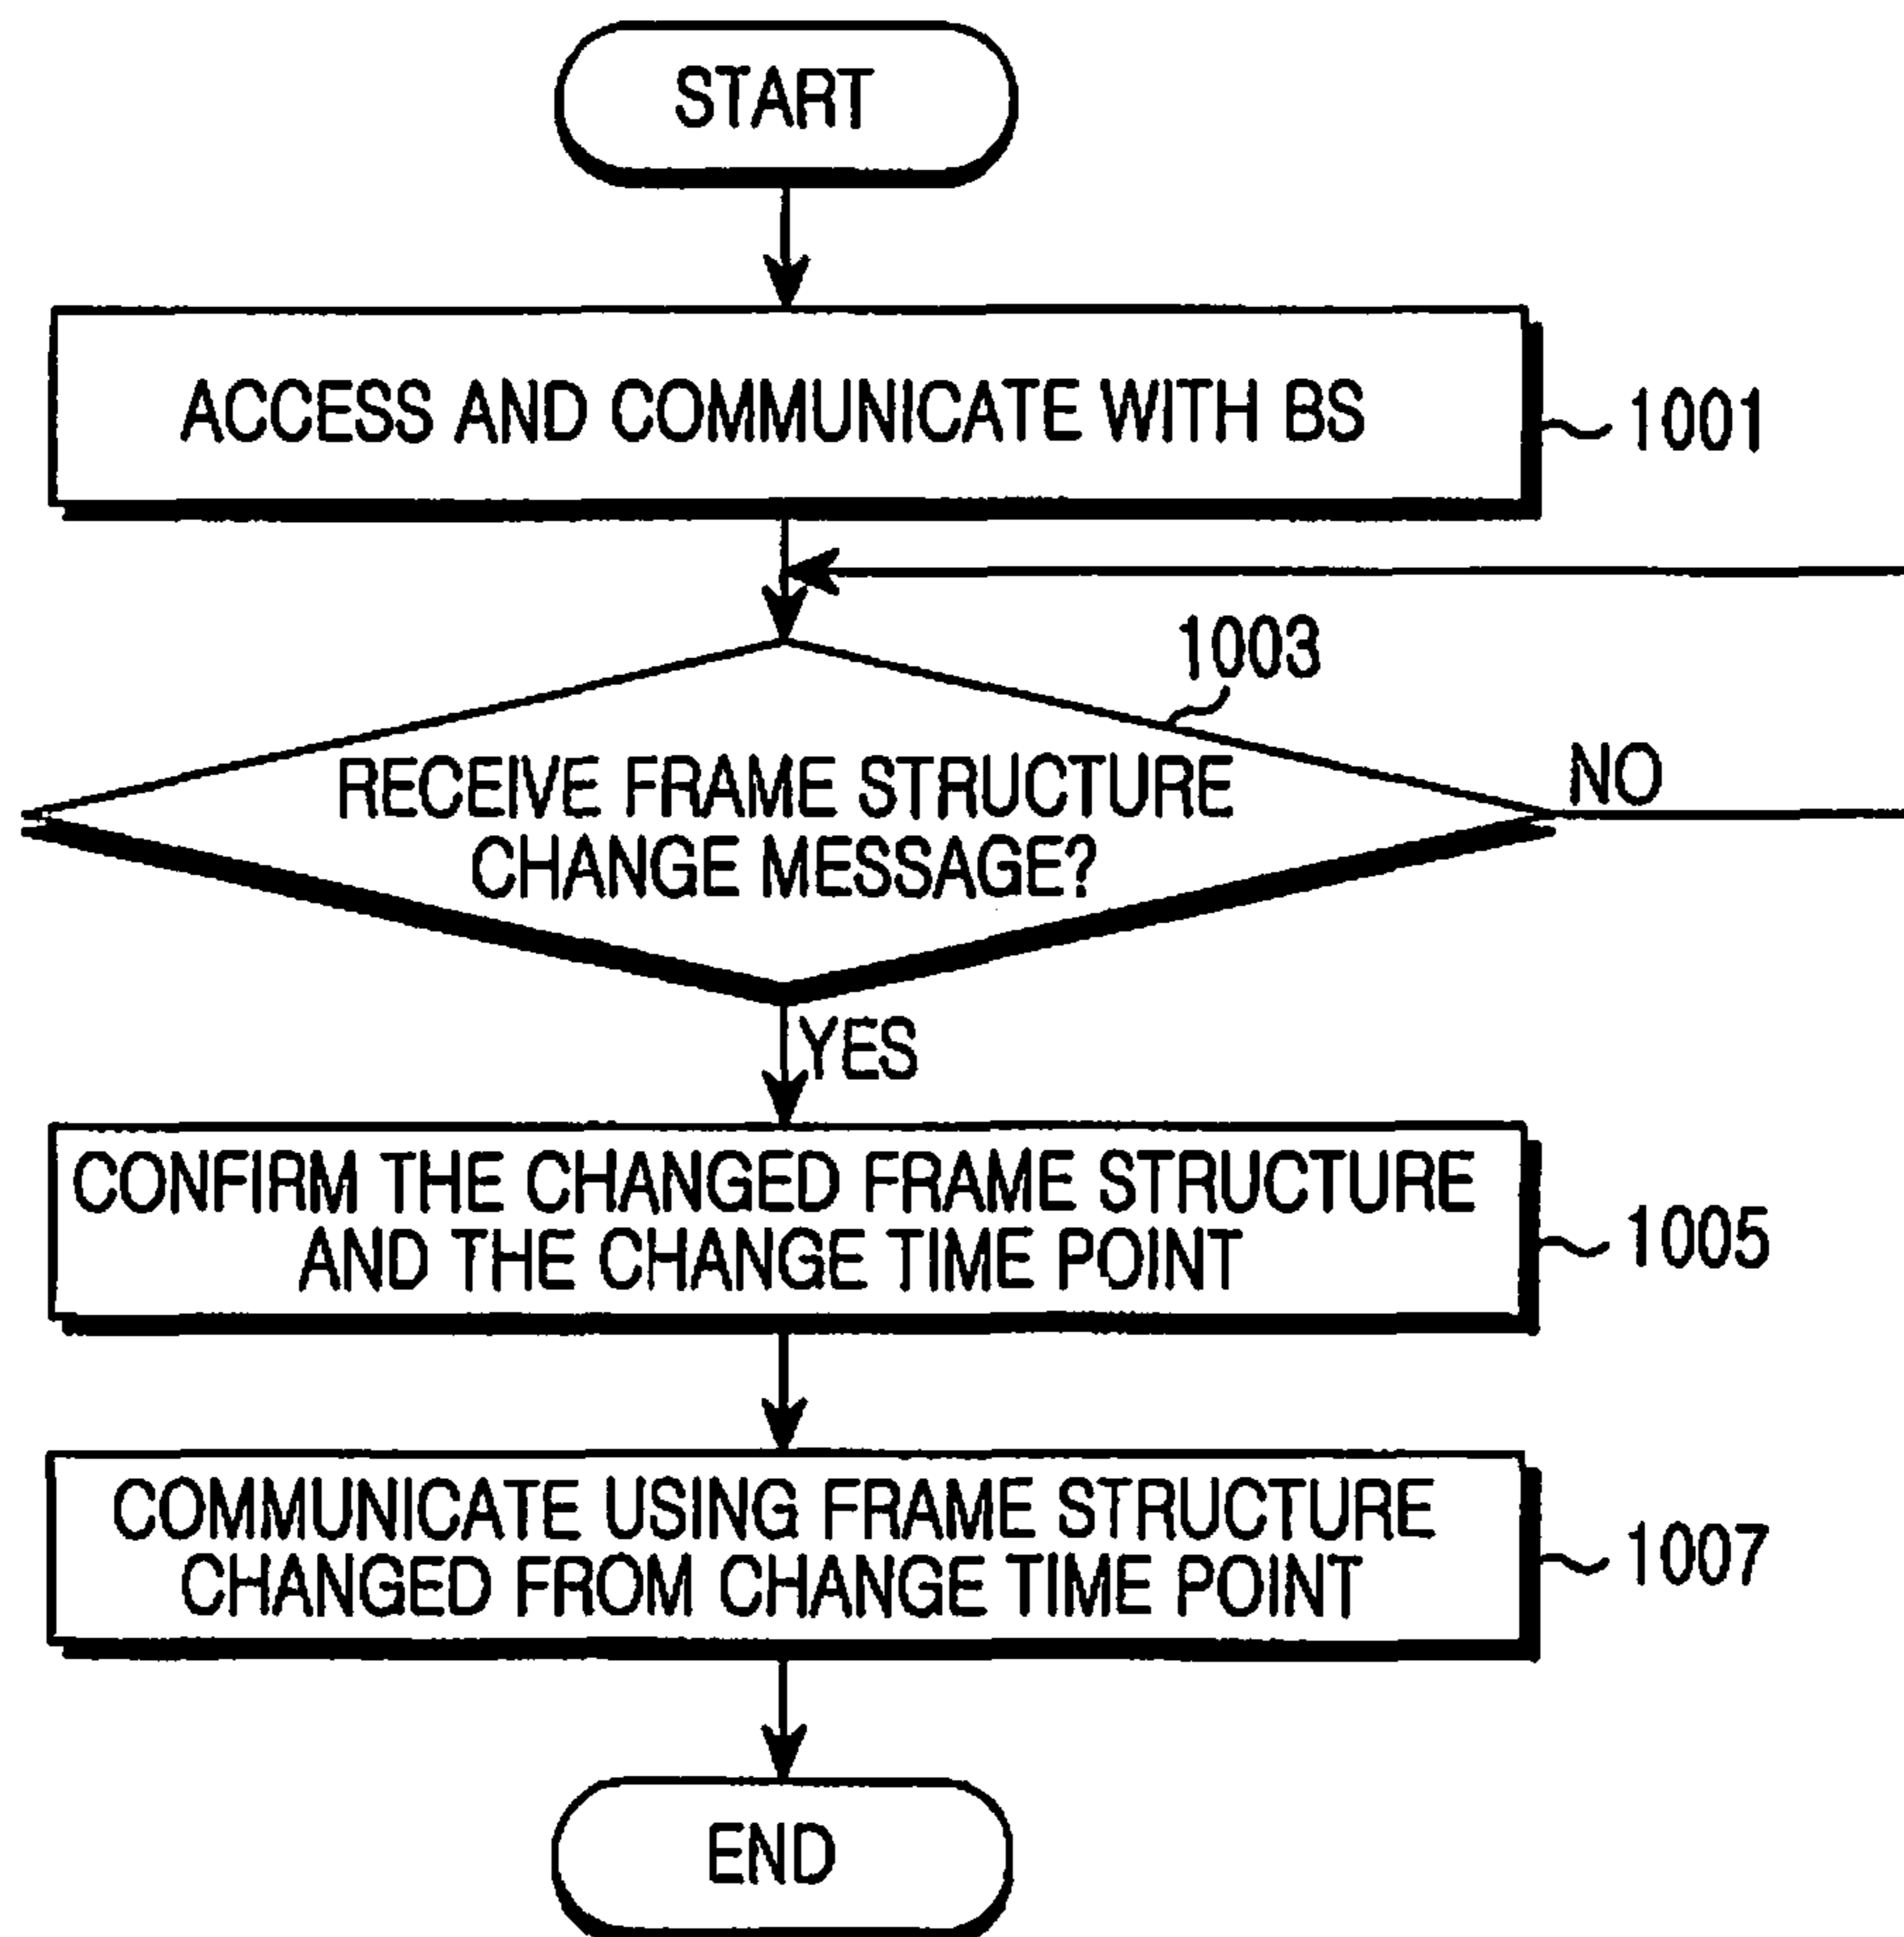 START
ACCESS AND COMMUNICATE WITH BS
1001
1003
RECEIVE FRAME STRUCTURE
CHANGE MESSAGE?
NO
YES
CONFIRM THE CHANGED FRAME STRUCTURE
AND THE CHANGE TIME POINT
1005
COMMUNICATE USING FRAME STRUCTURE
CHANGED FROM CHANGE TIME POINT
1007
END